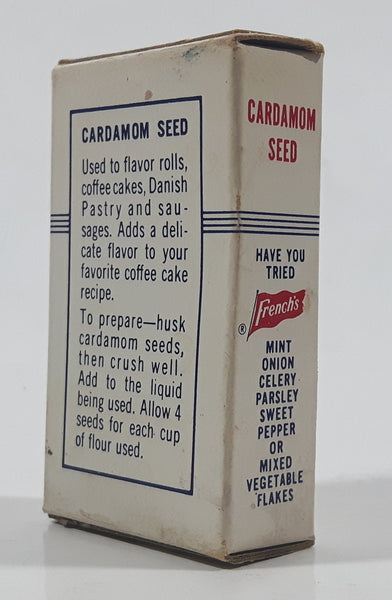 CARDAMOM SEED
Used to flavor rolls,
coffee cakes, Danish
Pastry and sau-
sages. Adds a deli-
cate flavor to your
favorite coffee cake
recipe.
To prepare—husk
cardamom seeds,
then crush well.
Add to the liquid
being used. Allow 4
seeds for each cup
of flour used.
CARDAMOM
SEED
HAVE YOU
TRIED
French's
®
MINT
ONION
CELERY
PARSLEY
SWEET
PEPPER
OR
MIXED
VEGETABLE
FLAKES